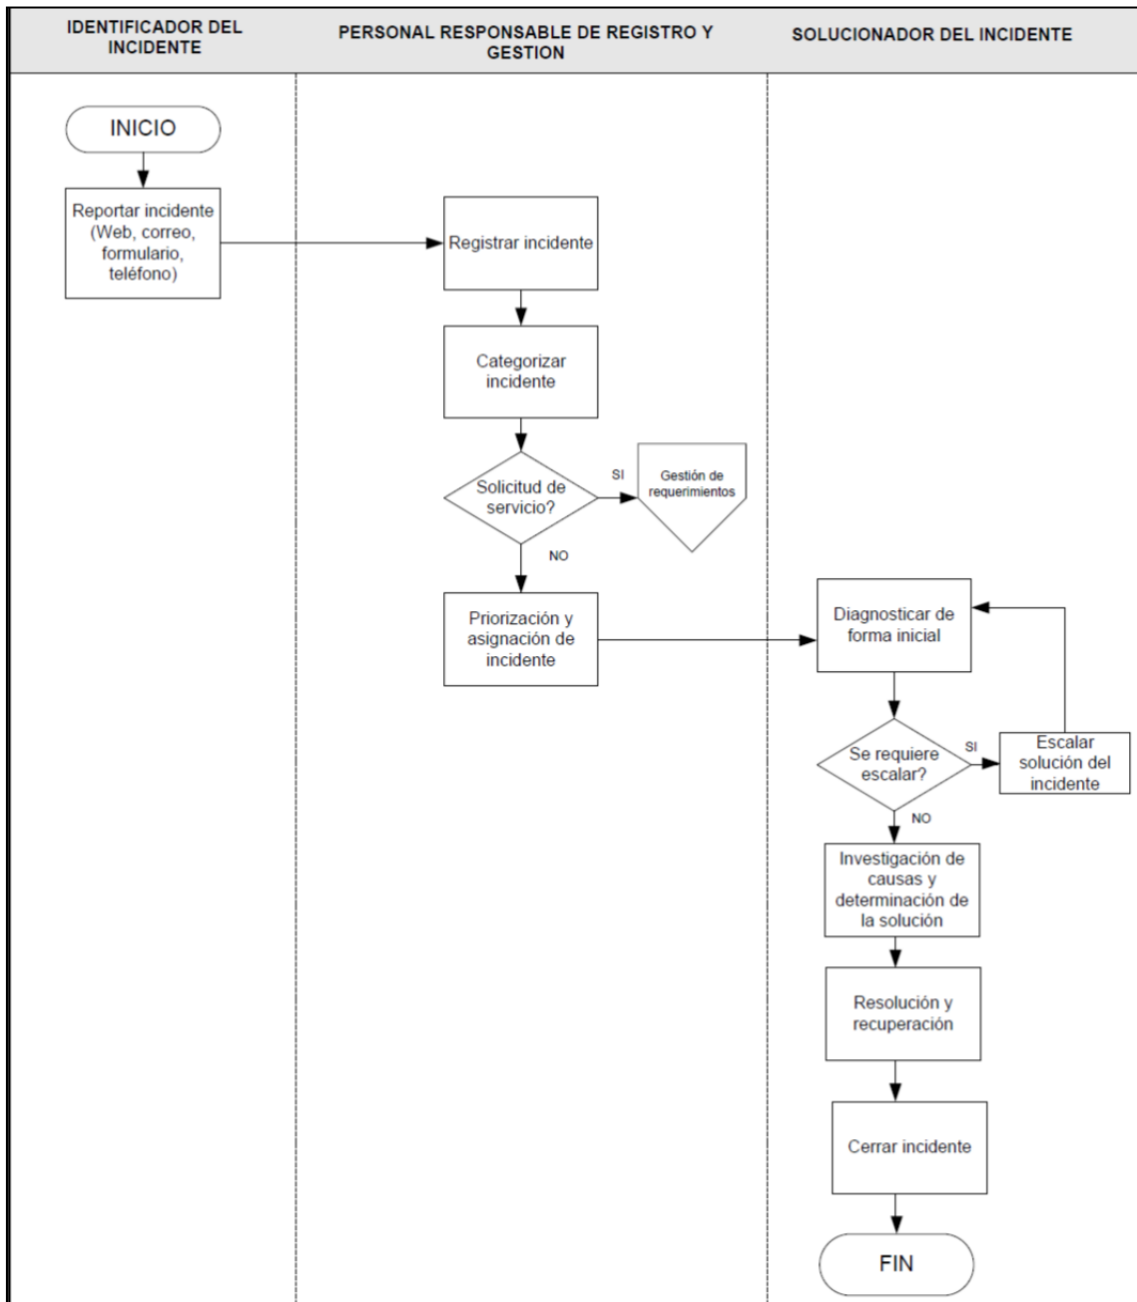 IDENTIFICADOR DEL
INCIDENTE
PERSONAL RESPONSABLE DE REGISTRO Y
GESTION
SOLUCIONADOR DEL INCIDENTE
INICIO
Reportar incidente
(Web, correo,
formulario,
teléfono)
Registrar incidente
Categorizar
incidente
Solicitud de
servicio?
SI
Gestión de
requerimientos
NO
Priorización y
asignación de
incidente
Diagnosticar de
forma inicial
Se requiere
escalar?
SI
Escalar
solución del
incidente
NO
Investigación de
causas y
determinación de
la solución
Resolución y
recuperación
Cerrar incidente
FIN